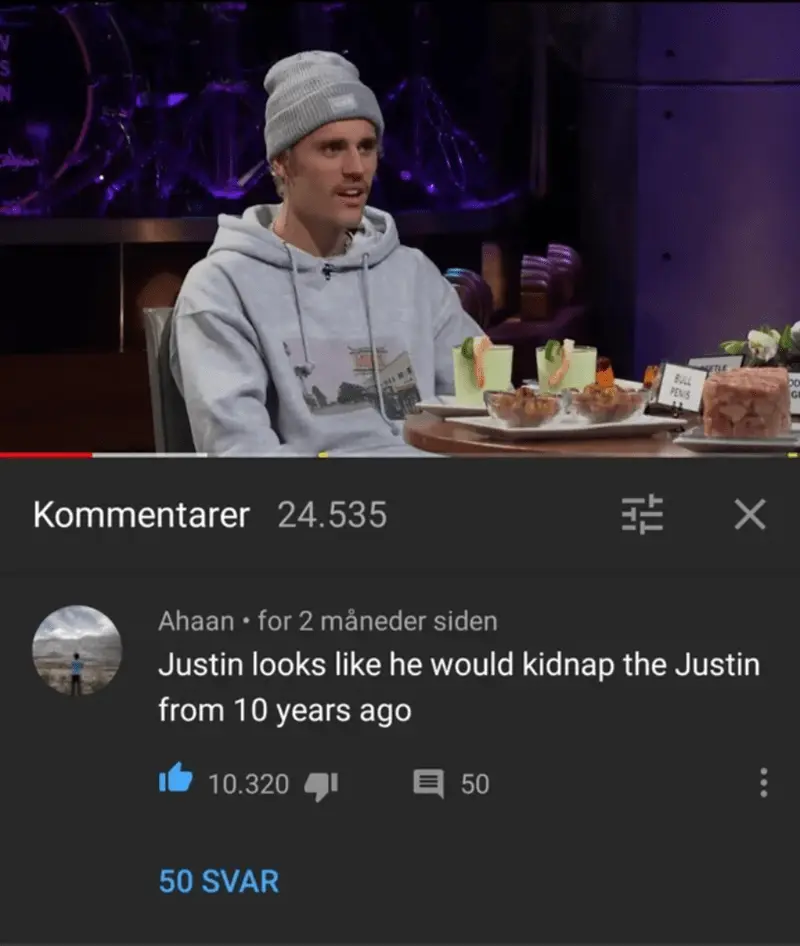 BULL
PENIS
Kommentarer 24.535
Ahaan • for 2 måneder siden
Justin looks like he would kidnap the Justin
from 10 years ago
10.320 50
50 SVAR